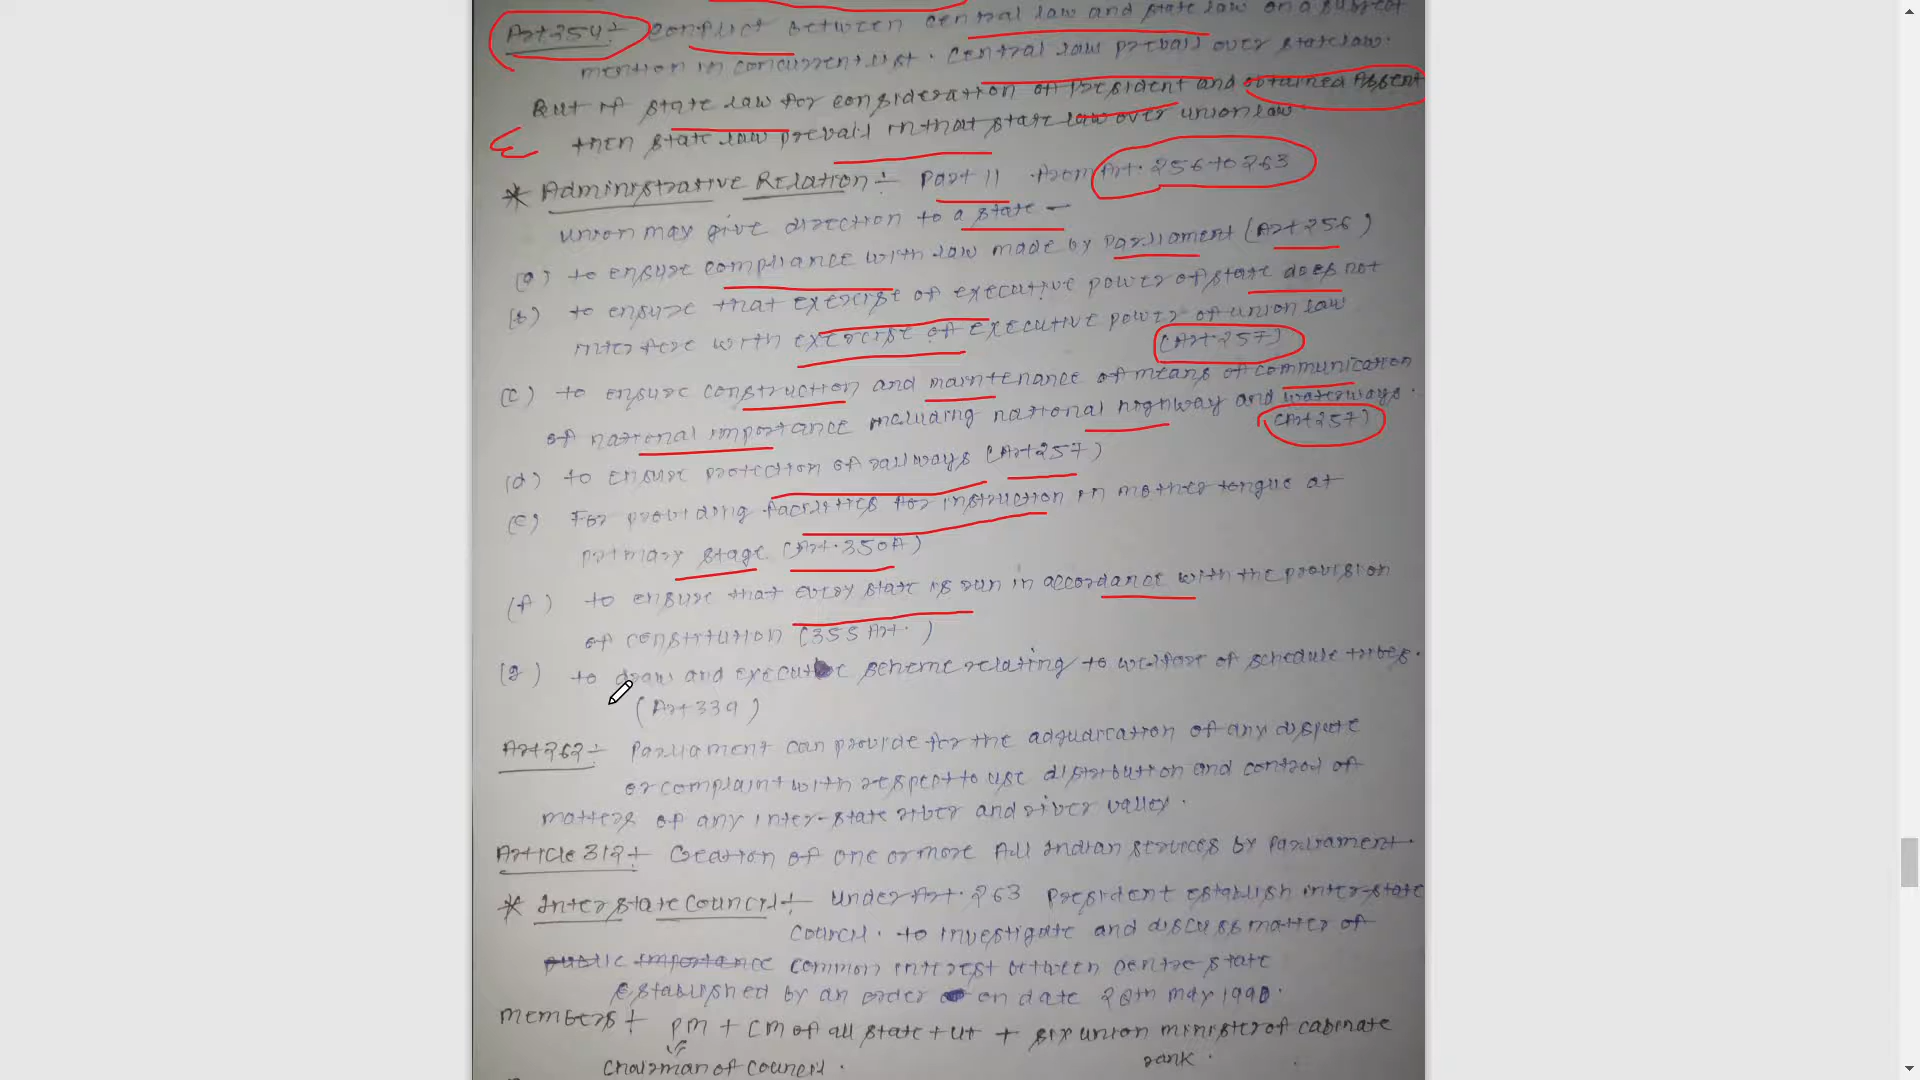 Art 254 ÷ conflict between central law and state law on a subject
mention in concurrent list. Central law prevail over state law.
But if state law for consideration of President and obtained Assent
then state law prevail in that state law over union law
* Administrative Relation ÷ Part 11 from Art. 256 to 263
union may give direction to a state -
(a) to ensure compliance with law made by Parliament (Art 256)
(b) to ensure that exercise of executive power of state does not
interfere with exercise of executive power of union law
(Art 257)
(c) to ensure construction and maintenance of means of communication
of national importance including national highway and waterways.
(Art 257)
(d) to ensure protection of railways (Art 257)
(e) For providing facilities for instruction in mother tongue at
primary stage (Art. 350A)
(f) to ensure that every state is run in accordance with the provision
of constitution (355 Art. )
(g) to draw and execute scheme relating to welfare of schedule tribes.
(Art 339)
Art 262 ÷ Parliament can provide for the adjudication of any dispute
or complaint with respect to use distribution and control of
matters of any inter-state river and river valley.
Article 312 ÷ Creation of one or more All Indian services by Parliament.
* Inter state Council ÷ Under Art. 263 President establish inter-state
council. to investigate and discuss matter of
public importance common interest between centre state
established by an order on date 28th may 1990.
members ÷ PM + CM of all state + UT + six union minister of cabinate
Chairman of Council. rank.